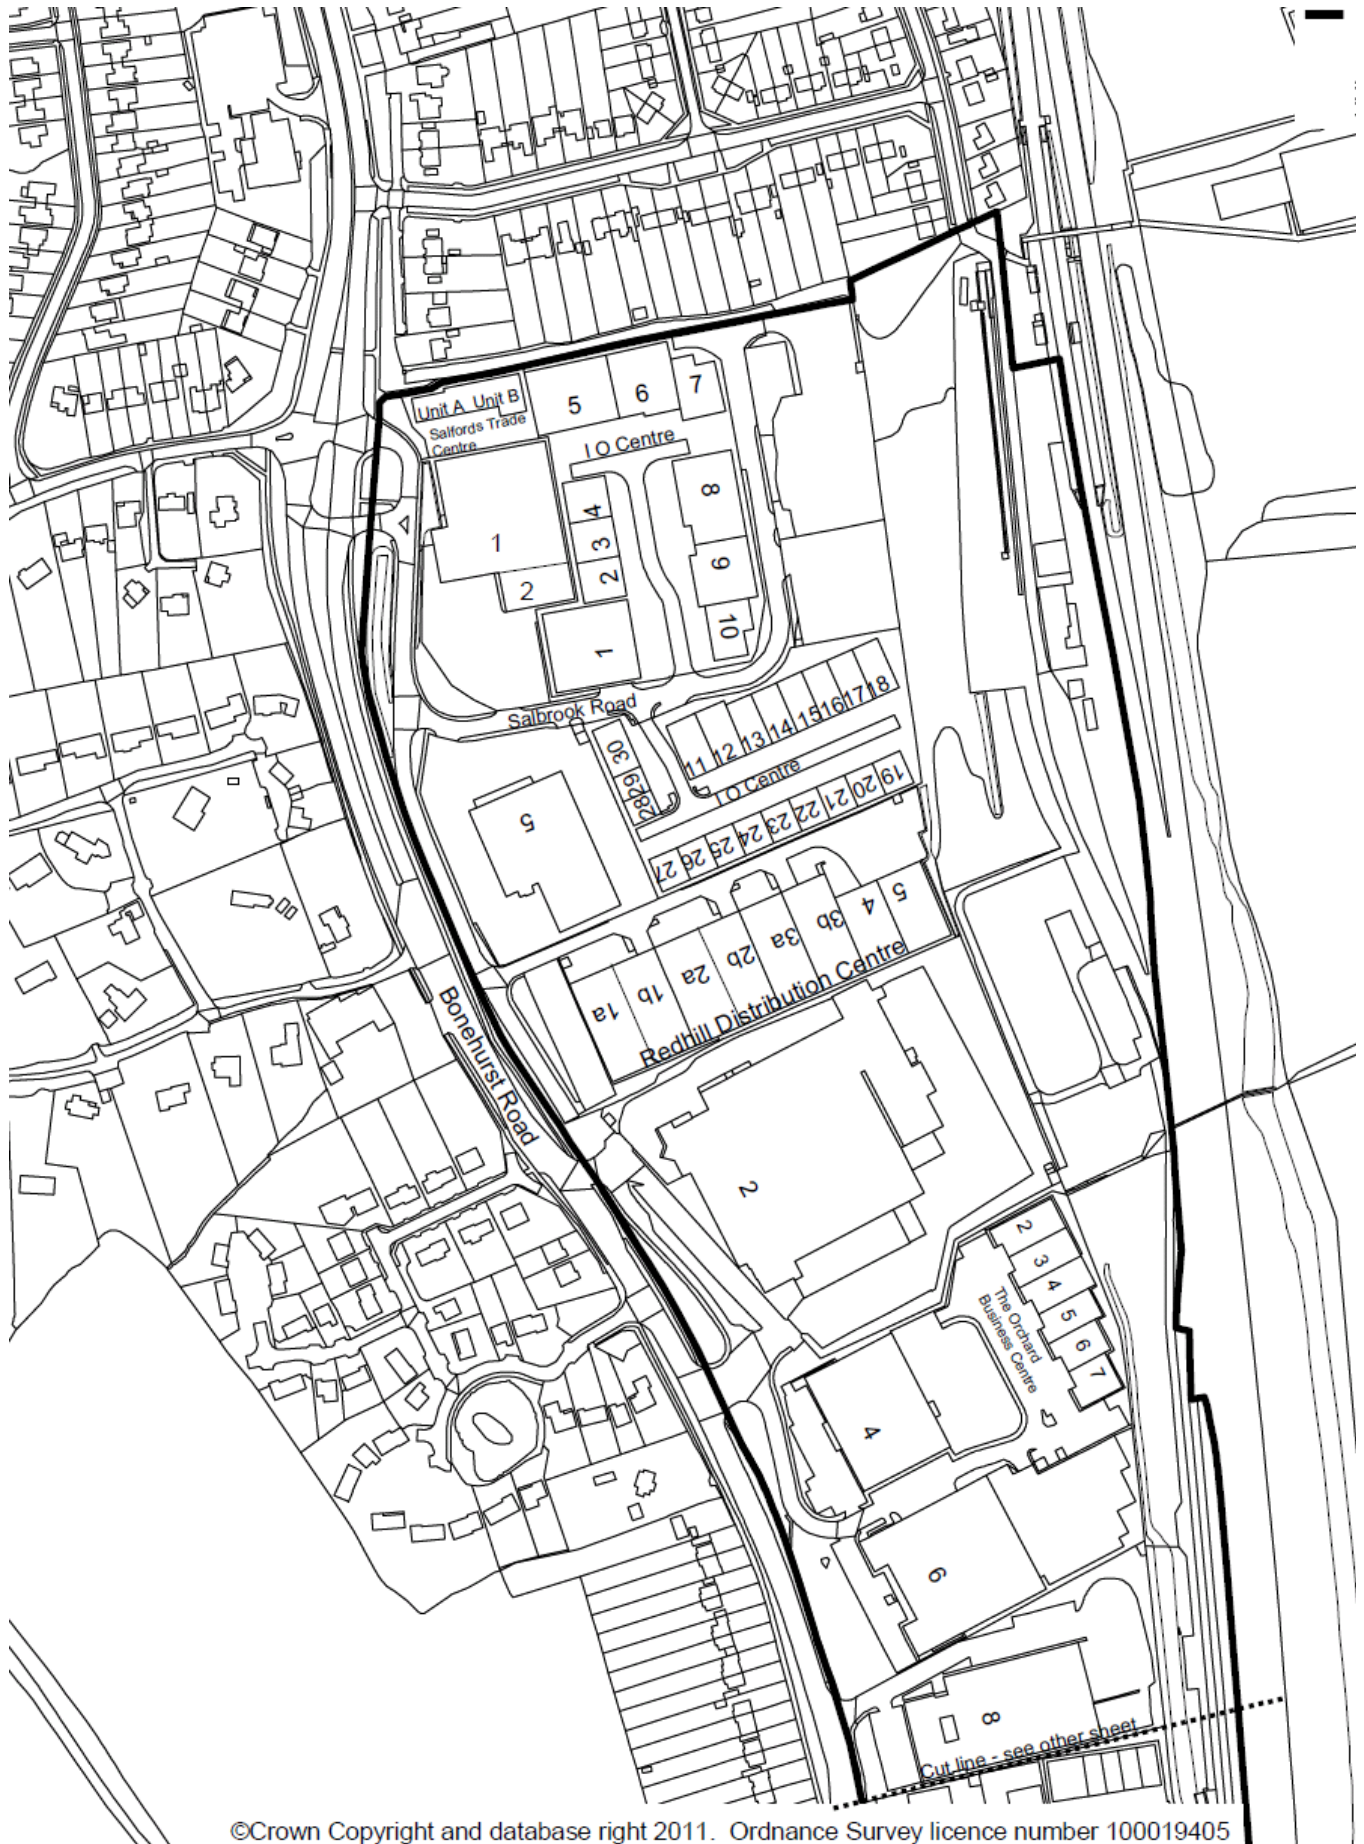 Unit A Unit B
Salfords Trade
Centre
5
6
7
I O Centre
1
2
4
3
2
1
8
9
10
Salbrook Road
30
29
28
11
12
13
14
15
16
17
18
I O Centre
19
20
21
22
23
24
25
26
27
5
1a
1b
2a
2b
3a
3b
4
5
Redhill Distribution Centre
Bonehurst Road
2
2
3
4
5
6
7
The Orchard
Business Centre
4
6
8
Cut line - see other sheet
©Crown Copyright and database right 2011. Ordnance Survey licence number 100019405